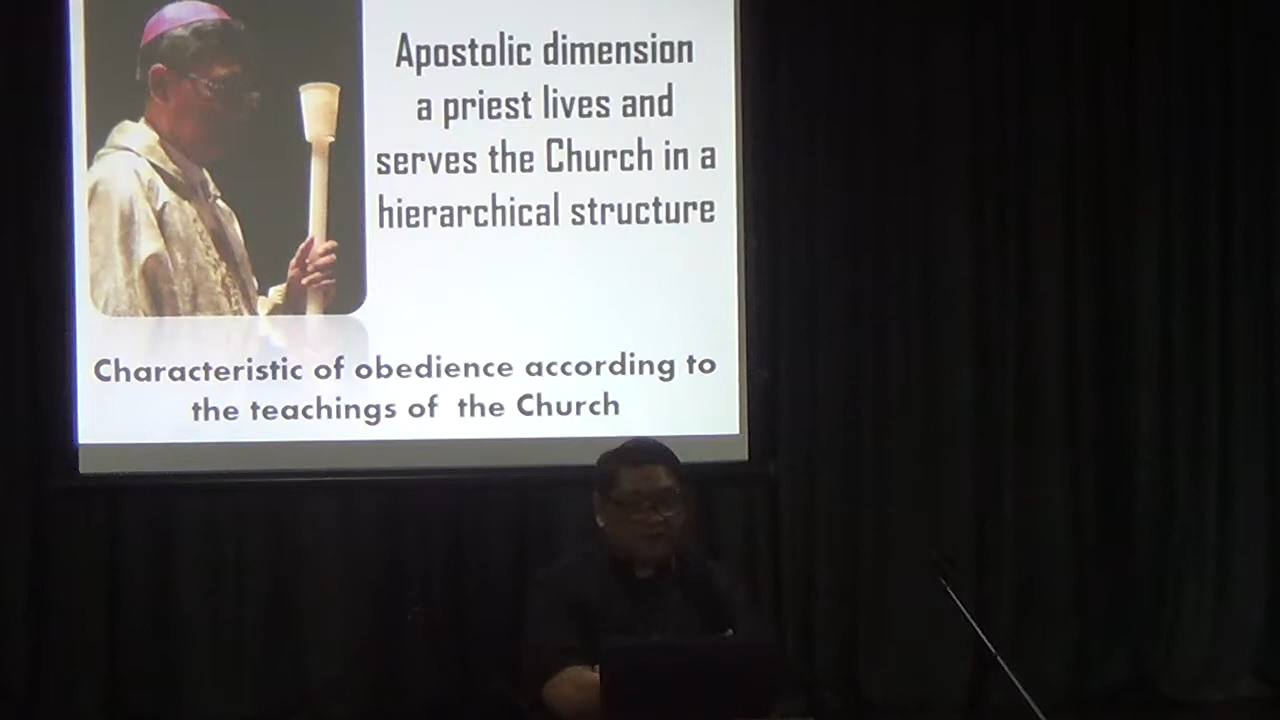 Apostolic dimension
a priest lives and
serves the Church in a
hierarchical structure
Characteristic of obedience according to
the teachings of the Church